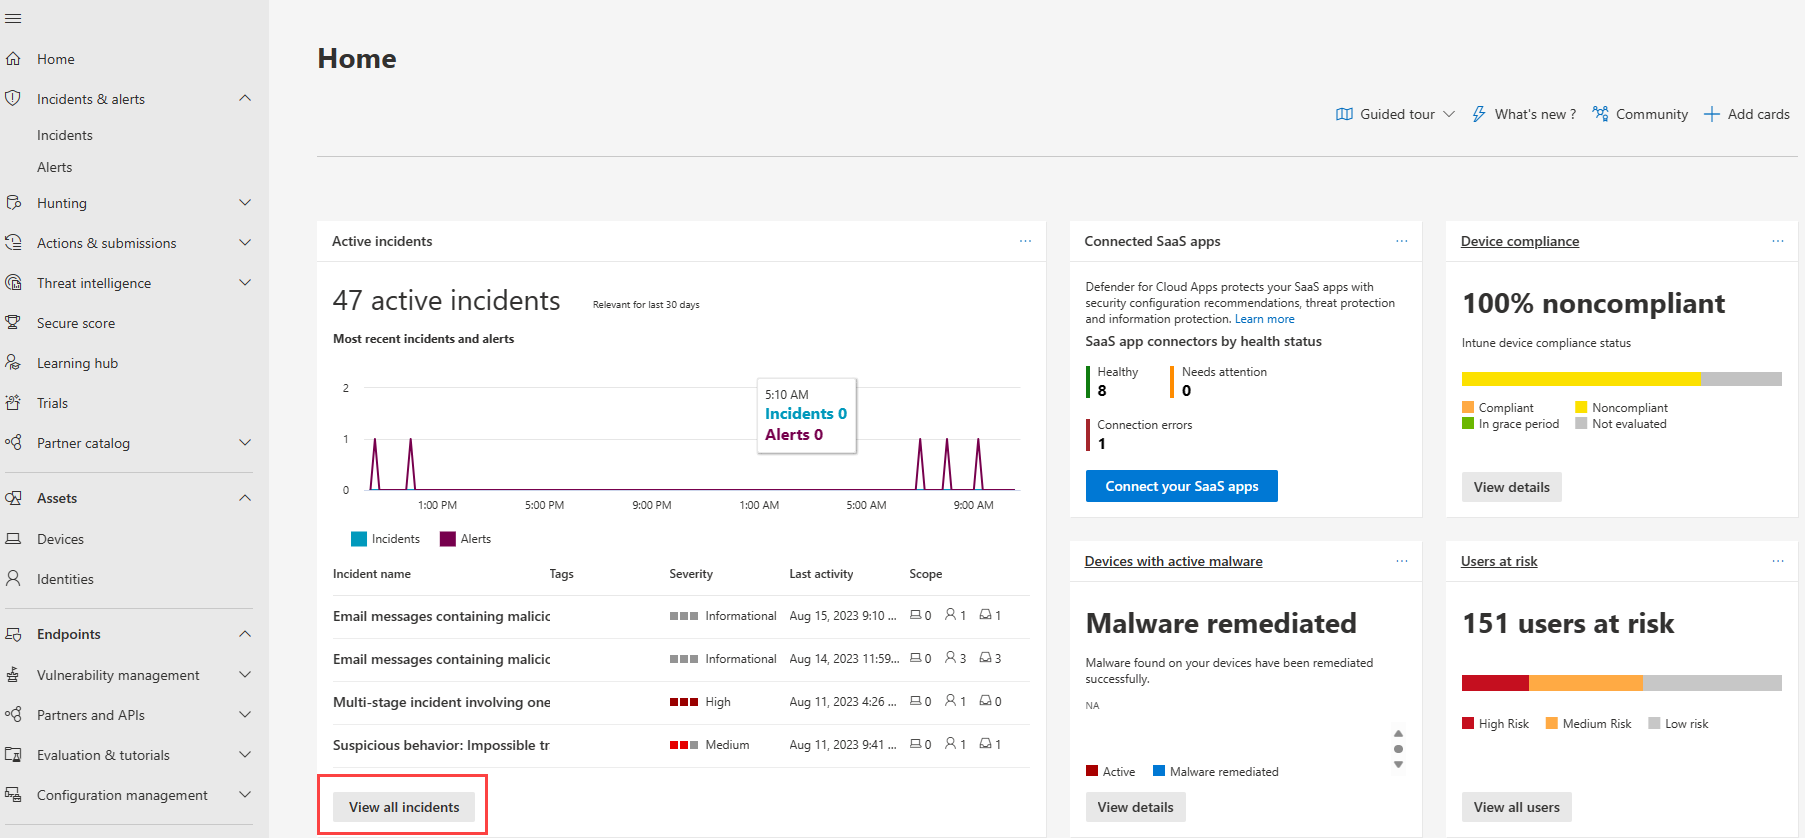 Home
Incidents & alerts
Incidents
Alerts
Hunting
Actions & submissions
Threat intelligence
Secure score
Learning hub
Trials
Partner catalog
Assets
Devices
Identities
Endpoints
Vulnerability management
Partners and APIs
Evaluation & tutorials
Configuration management
Home
Guided tour What's new ? Community Add cards
Active incidents ...
47 active incidents Relevant for last 30 days
Most recent incidents and alerts
2
1
0
5:10 AM
Incidents 0
Alerts 0
1:00 PM 5:00 PM 9:00 PM 1:00 AM 5:00 AM 9:00 AM
Incidents Alerts
Incident name Tags Severity Last activity Scope
Email messages containing malicic Informational Aug 15, 2023 9:10 ... 0 1 1
Email messages containing malicic Informational Aug 14, 2023 11:59... 0 3 3
Multi-stage incident involving one High Aug 11, 2023 4:26 ... 0 1 0
Suspicious behavior: Impossible tr Medium Aug 11, 2023 9:41 ... 0 1 1
View all incidents
Connected SaaS apps ...
Defender for Cloud Apps protects your SaaS apps with
security configuration recommendations, threat protection
and information protection. Learn more
SaaS app connectors by health status
Healthy Needs attention
8 0
Connection errors
1
Connect your SaaS apps
Device compliance ...
100% noncompliant
Intune device compliance status
Compliant Noncompliant
In grace period Not evaluated
View details
Devices with active malware ...
Malware remediated
Malware found on your devices have been remediated
successfully.
NA
Active Malware remediated
View details
Users at risk ...
151 users at risk
High Risk Medium Risk Low risk
View all users